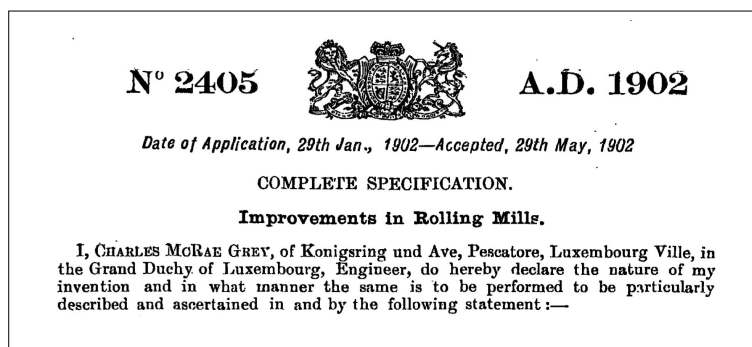 Nº 2405
A.D. 1902
Date of Application, 29th Jan., 1902—Accepted, 29th May, 1902
COMPLETE SPECIFICATION.
Improvements in Rolling Mills.
I, CHARLES MCRAE GREY, of Konigsring und Ave, Pescatore, Luxembourg Ville, in
the Grand Duchy of Luxembourg, Engineer, do hereby declare the nature of my
invention and in what manner the same is to be performed to be particularly
described and ascertained in and by the following statement :—